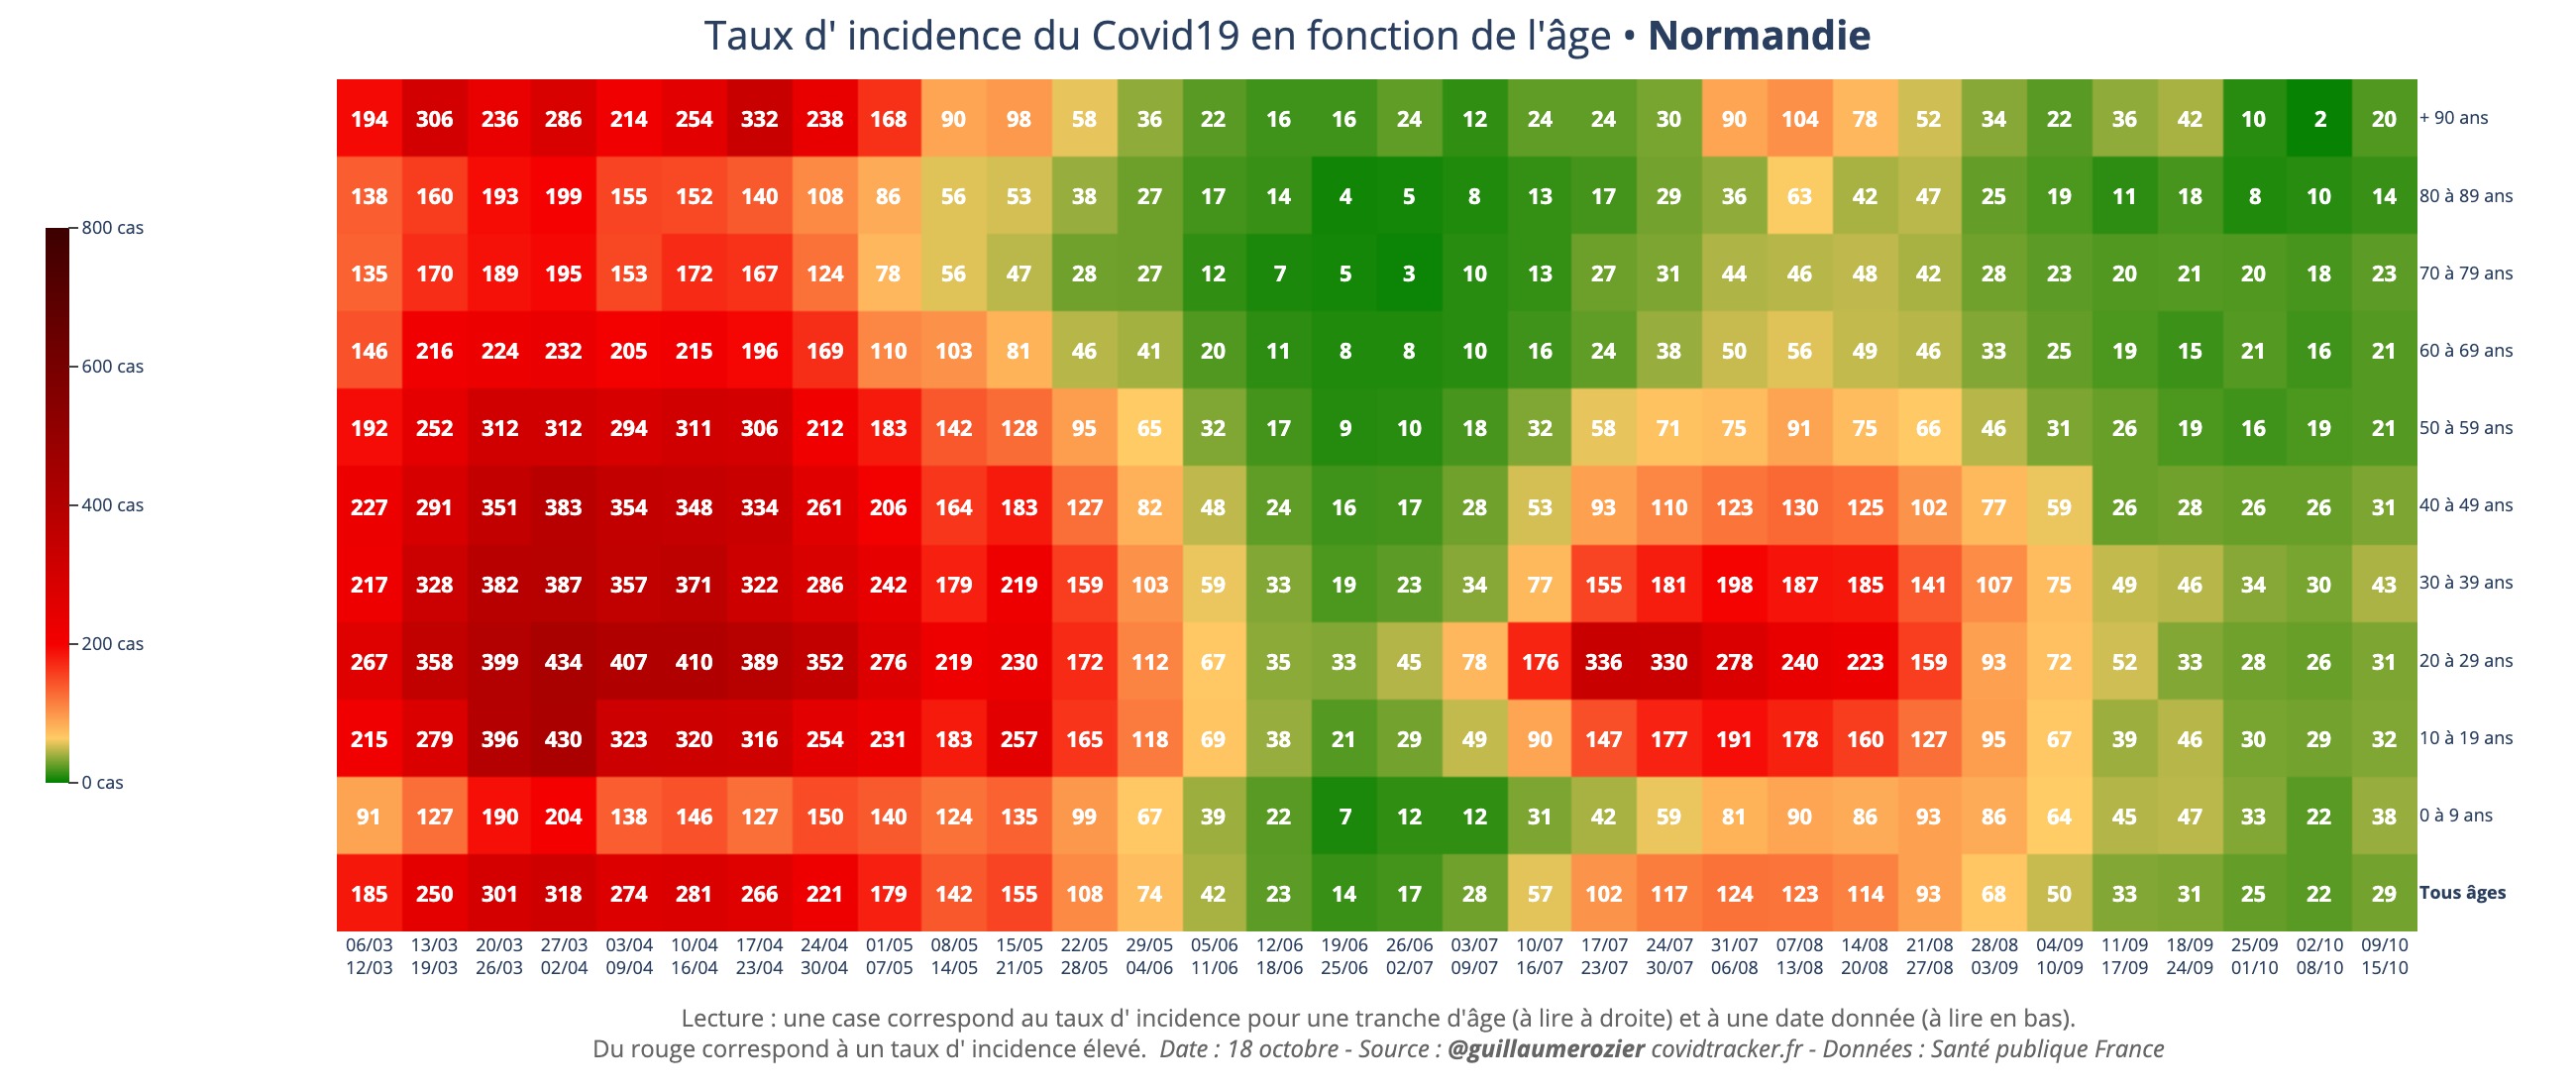 Taux d' incidence du Covid19 en fonction de l'âge • Normandie
800 cas
600 cas
400 cas
200 cas
0 cas
194 306 236 286 214 254 332 238 168 90 98 58 36 22 16 16 24 12 24 24 30 90 104 78 52 34 22 36 42 10 2 20 + 90 ans
138 160 193 199 155 152 140 108 86 56 53 38 27 17 14 4 5 8 13 17 29 36 63 42 47 25 19 11 18 8 10 14 80 à 89 ans
135 170 189 195 153 172 167 124 78 56 47 28 27 12 7 5 3 10 13 27 31 44 46 48 42 28 23 20 21 20 18 23 70 à 79 ans
146 216 224 232 205 215 196 169 110 103 81 46 41 20 11 8 8 10 16 24 38 50 56 49 46 33 25 19 15 21 16 21 60 à 69 ans
192 252 312 312 294 311 306 212 183 142 128 95 65 32 17 9 10 18 32 58 71 75 91 75 66 46 31 26 19 16 19 21 50 à 59 ans
227 291 351 383 354 348 334 261 206 164 183 127 82 48 24 16 17 28 53 93 110 123 130 125 102 77 59 26 28 26 26 31 40 à 49 ans
217 328 382 387 357 371 322 286 242 179 219 159 103 59 33 19 23 34 77 155 181 198 187 185 141 107 75 49 46 34 30 43 30 à 39 ans
267 358 399 434 407 410 389 352 276 219 230 172 112 67 35 33 45 78 176 336 330 278 240 223 159 93 72 52 33 28 26 31 20 à 29 ans
215 279 396 430 323 320 316 254 231 183 257 165 118 69 38 21 29 49 90 147 177 191 178 160 127 95 67 39 46 30 29 32 10 à 19 ans
91 127 190 204 138 146 127 150 140 124 135 99 67 39 22 7 12 12 31 42 59 81 90 86 93 86 64 45 47 33 22 38 0 à 9 ans
185 250 301 318 274 281 266 221 179 142 155 108 74 42 23 14 17 28 57 102 117 124 123 114 93 68 50 33 31 25 22 29 Tous âges
06/03 13/03 20/03 27/03 03/04 10/04 17/04 24/04 01/05 08/05 15/05 22/05 29/05 05/06 12/06 19/06 26/06 03/07 10/07 17/07 24/07 31/07 07/08 14/08 21/08 28/08 04/09 11/09 18/09 25/09 02/10 09/10
12/03 19/03 26/03 02/04 09/04 16/04 23/04 30/04 07/05 14/05 21/05 28/05 04/06 11/06 18/06 25/06 02/07 09/07 16/07 23/07 30/07 06/08 13/08 20/08 27/08 03/09 10/09 17/09 24/09 01/10 08/10 15/10
Lecture : une case correspond au taux d' incidence pour une tranche d'âge (à lire à droite) et à une date donnée (à lire en bas).
Du rouge correspond à un taux d' incidence élevé. Date : 18 octobre - Source : @guillaumerozier covidtracker.fr - Données : Santé publique France